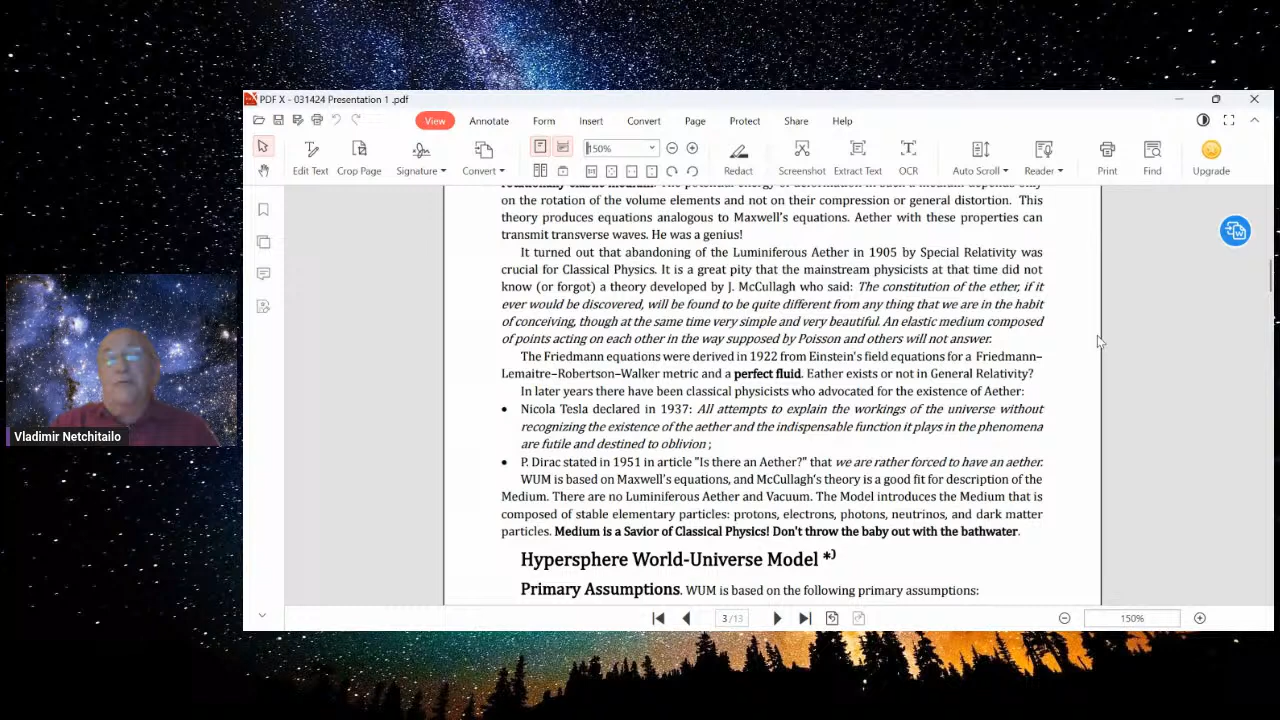 PDF X - 031424 Presentation 1 .pdf
View Annotate Form Insert Convert Page Protect Share Help
150%
Edit Text Crop Page Signature Convert Redact Screenshot Extract Text OCR Auto Scroll Reader Print Find Upgrade
rotationally elastic medium. The potential energy of deformation in such a medium depends only
on the rotation of the volume elements and not on their compression or general distortion. This
theory produces equations analogous to Maxwell's equations. Aether with these properties can
transmit transverse waves. He was a genius!
It turned out that abandoning of the Luminiferous Aether in 1905 by Special Relativity was
crucial for Classical Physics. It is a great pity that the mainstream physicists at that time did not
know (or forgot) a theory developed by J. McCullagh who said: The constitution of the ether, if it
ever would be discovered, will be found to be quite different from any thing that we are in the habit
of conceiving, though at the same time very simple and very beautiful. An elastic medium composed
of points acting on each other in the way supposed by Poisson and others will not answer.
The Friedmann equations were derived in 1922 from Einstein's field equations for a Friedmann–
Lemaitre–Robertson–Walker metric and a perfect fluid. Eather exists or not in General Relativity?
In later years there have been classical physicists who advocated for the existence of Aether:
• Nicola Tesla declared in 1937: All attempts to explain the workings of the universe without
recognizing the existence of the aether and the indispensable function it plays in the phenomena
are futile and destined to oblivion ;
• P. Dirac stated in 1951 in article "Is there an Aether?" that we are rather forced to have an aether.
WUM is based on Maxwell's equations, and McCullagh's theory is a good fit for description of the
Medium. There are no Luminiferous Aether and Vacuum. The Model introduces the Medium that is
composed of stable elementary particles: protons, electrons, photons, neutrinos, and dark matter
particles. Medium is a Savior of Classical Physics! Don't throw the baby out with the bathwater.
Hypersphere World-Universe Model *)
Primary Assumptions. WUM is based on the following primary assumptions:
3 /13
150%
Vladimir Netchitailo